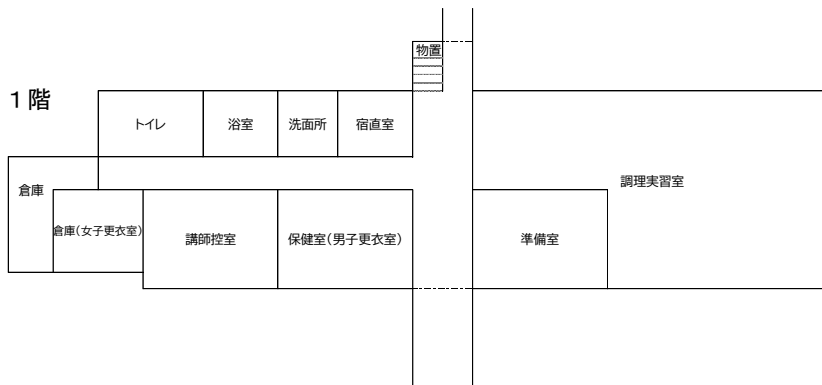 物置
1階
トイレ
浴室
洗面所
宿直室
倉庫
調理実習室
倉庫(女子更衣室)
講師控室
保健室(男子更衣室)
準備室